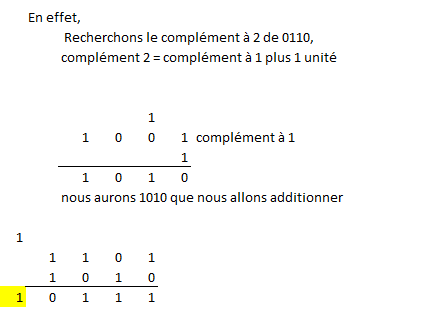 En effet,
Recherchons le complément à 2 de 0110,
complément 2 = complément à 1 plus 1 unité
1
1 0 0 1 complément à 1
1
1 0 1 0
nous aurons 1010 que nous allons additionner
1
1 1 0 1
1 0 1 0
1 0 1 1 1